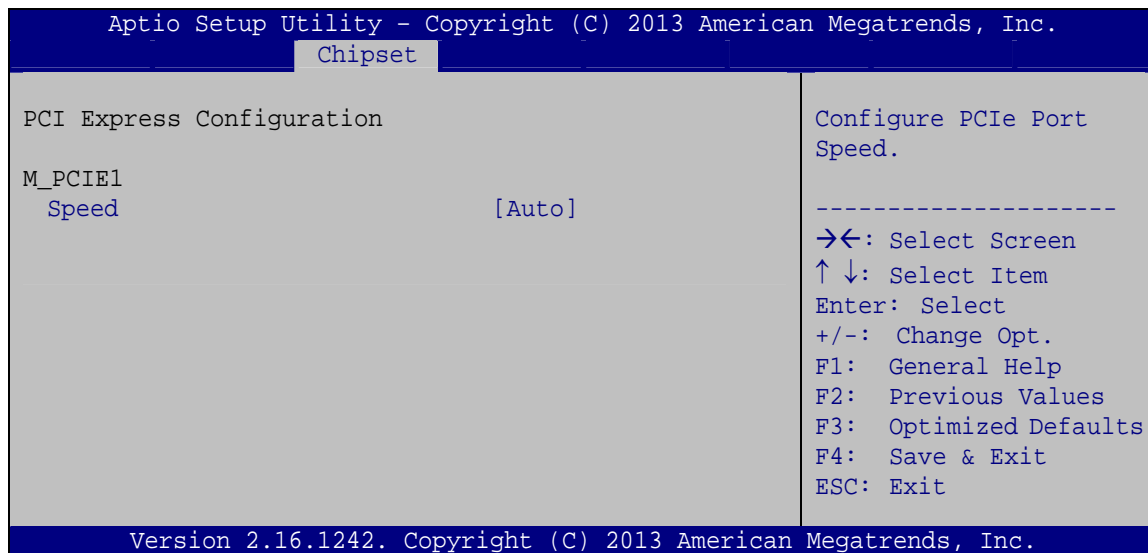 Aptio Setup Utility – Copyright (C) 2013 American Megatrends, Inc.
Chipset
PCI Express Configuration
M_PCIE1
Speed [Auto]
Configure PCIe Port
Speed.
---------------------
→←: Select Screen
↑ ↓: Select Item
Enter: Select
+/-: Change Opt.
F1: General Help
F2: Previous Values
F3: Optimized Defaults
F4: Save & Exit
ESC: Exit
Version 2.16.1242. Copyright (C) 2013 American Megatrends, Inc.